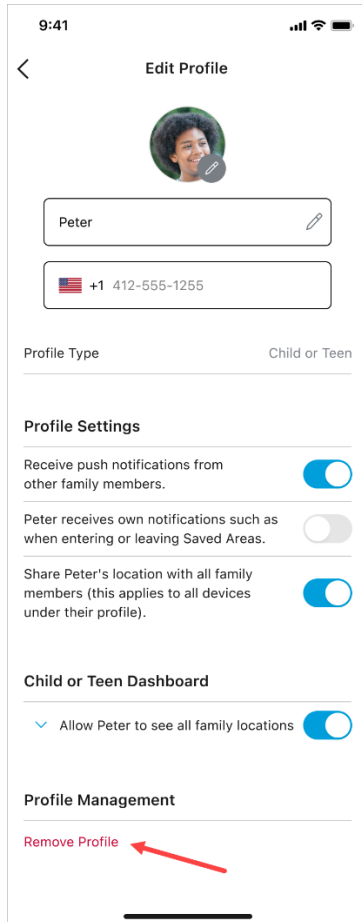 9:41
Edit Profile
Peter
+1 412-555-1255
Profile Type Child or Teen
Profile Settings
Receive push notifications from
other family members.
Peter receives own notifications such as
when entering or leaving Saved Areas.
Share Peter's location with all family
members (this applies to all devices
under their profile).
Child or Teen Dashboard
Allow Peter to see all family locations
Profile Management
Remove Profile